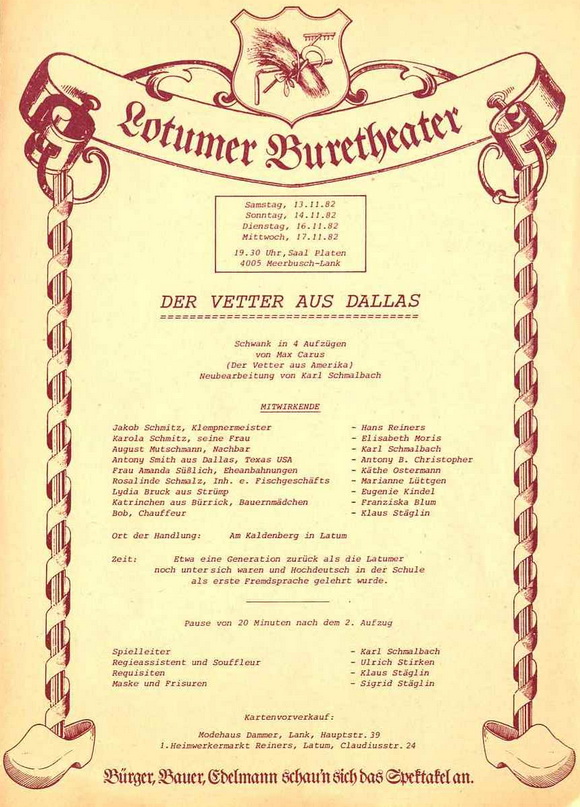 Lotumer Buretheater
Samstag, 13.11.82
Sonntag, 14.11.82
Dienstag, 16.11.82
Mittwoch, 17.11.82
19.30 Uhr, Saal Platen
4005 Meerbusch-Lank
DER VETTER AUS DALLAS
Schwank in 4 Aufzügen
von Max Carus
(Der Vetter aus Amerika)
Neubearbeitung von Karl Schmalbach
MITWIRKENDE
Jakob Schmitz, Klempnermeister - Hans Reiners
Karola Schmitz, seine Frau - Elisabeth Moris
August Mutschmann, Nachbar - Karl Schmalbach
Antony Smith aus Dallas, Texas USA - Antony B. Christopher
Frau Amanda Süßlich, Eheanbahnungen - Käthe Ostermann
Rosalinde Schmalz, Inh. e. Fischgeschäfts - Marianne Lüttgen
Lydia Bruck aus Strümp - Eugenie Kindel
Katrinchen aus Bürrick, Bauernmädchen - Franziska Blum
Bob, Chauffeur - Klaus Stäglin
Ort der Handlung: Am Kaldenberg in Latum
Zeit: Etwa eine Generation zurück als die Latumer
noch unter sich waren und Hochdeutsch in der Schule
als erste Fremdsprache gelehrt wurde.
Pause von 20 Minuten nach dem 2. Aufzug
Spielleiter - Karl Schmalbach
Regieassistent und Souffleur - Ulrich Stirken
Requisiten - Klaus Stäglin
Maske und Frisuren - Sigrid Stäglin
Kartenvorverkauf:
Modehaus Dammer, Lank, Hauptstr. 39
1. Heimwerkermarkt Reiners, Latum, Claudiusstr. 24
Bürger, Bauer, Edelmann schau'n sich das Spektakel an.